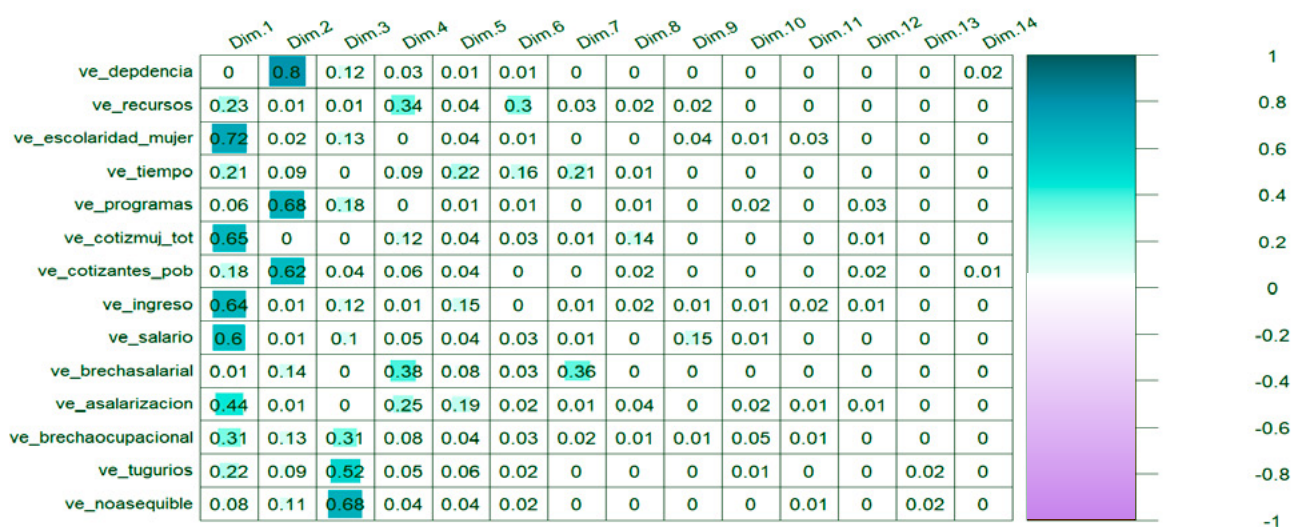 Dim.1 Dim.2 Dim.3 Dim.4 Dim.5 Dim.6 Dim.7 Dim.8 Dim.9 Dim.10 Dim.11 Dim.12 Dim.13 Dim.14
ve_depdencia 0 0.8 0.12 0.03 0.01 0.01 0 0 0 0 0 0 0 0.02
ve_recursos 0.23 0.01 0.01 0.34 0.04 0.3 0.03 0.02 0.02 0 0 0 0 0
ve_escolaridad_mujer 0.72 0.02 0.13 0 0.04 0.01 0 0 0.04 0.01 0.03 0 0 0
ve_tiempo 0.21 0.09 0 0.09 0.22 0.16 0.21 0.01 0 0 0 0 0 0
ve_programas 0.06 0.68 0.18 0 0.01 0.01 0 0.01 0 0.02 0 0.03 0 0
ve_cotizmuj_tot 0.65 0 0 0.12 0.04 0.03 0.01 0.14 0 0 0 0.01 0 0
ve_cotizantes_pob 0.18 0.62 0.04 0.06 0.04 0 0 0.02 0 0 0 0.02 0 0.01
ve_ingreso 0.64 0.01 0.12 0.01 0.15 0 0.01 0.02 0.01 0.01 0.02 0.01 0 0
ve_salario 0.6 0.01 0.1 0.05 0.04 0.03 0.01 0 0.15 0.01 0 0 0 0
ve_brechasalarial 0.01 0.14 0 0.38 0.08 0.03 0.36 0 0 0 0 0 0 0
ve_asalarizacion 0.44 0.01 0 0.25 0.19 0.02 0.01 0.04 0 0.02 0.01 0.01 0 0
ve_brechaocupacional 0.31 0.13 0.31 0.08 0.04 0.03 0.02 0.01 0.01 0.05 0.01 0 0 0
ve_tugurios 0.22 0.09 0.52 0.05 0.06 0.02 0 0 0 0.01 0 0 0.02 0
ve_noasequible 0.08 0.11 0.68 0.04 0.04 0.02 0 0 0 0 0.01 0 0.02 0
1
0.8
0.6
0.4
0.2
0
-0.2
-0.4
-0.6
-0.8
-1